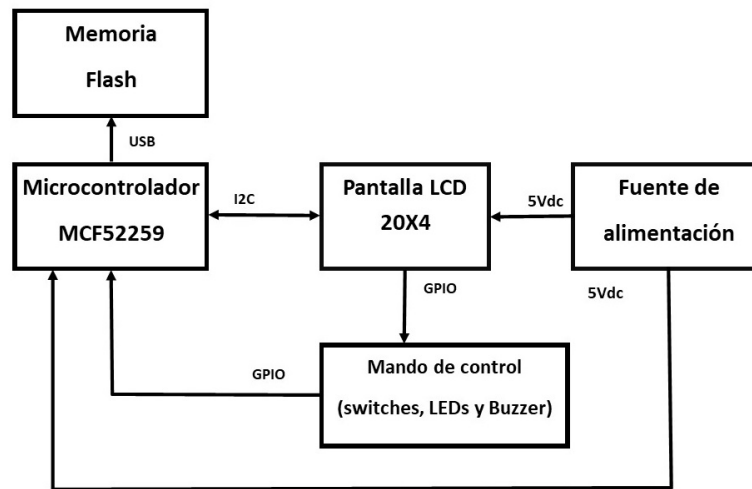 Memoria
Flash
USB
Microcontrolador
MCF52259
I2C
Pantalla LCD
20X4
5Vdc
Fuente de
alimentación
GPIO
5Vdc
GPIO
Mando de control
(switches, LEDs y Buzzer)